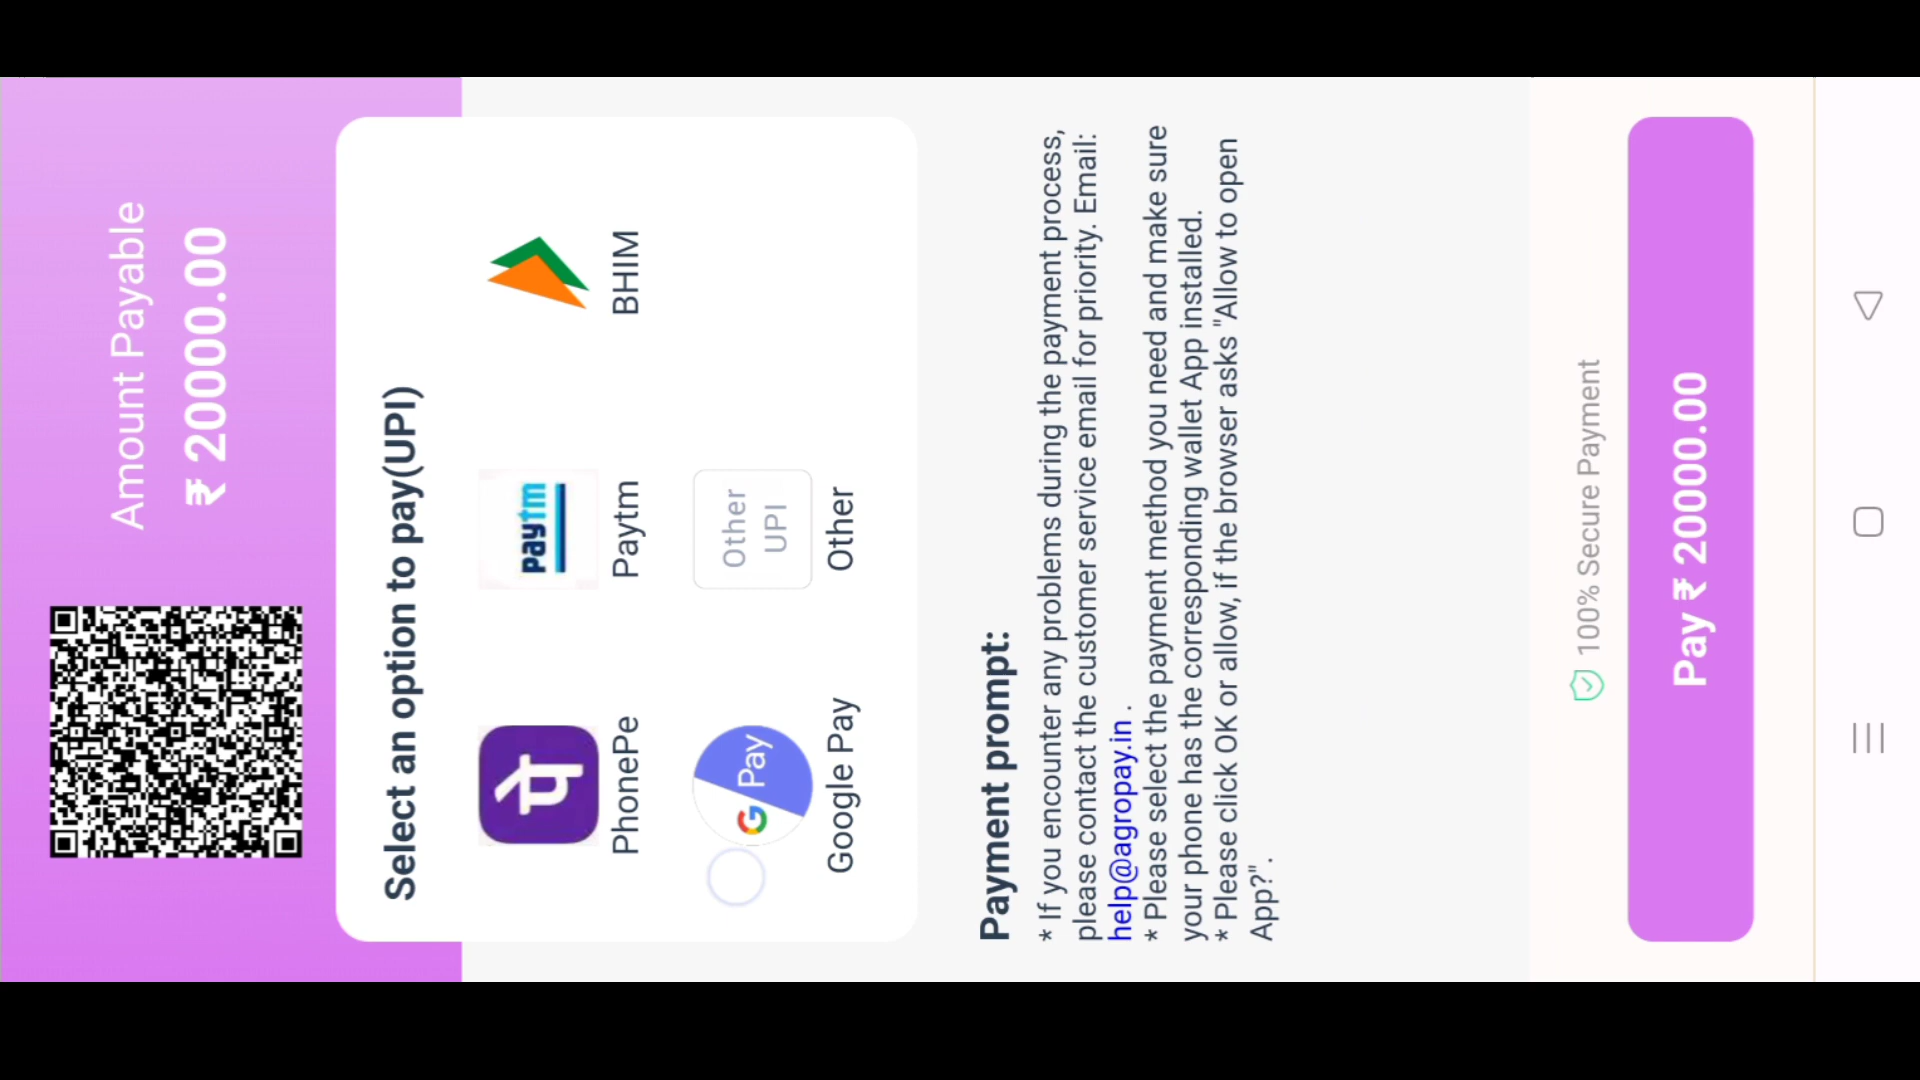 Amount Payable
₹ 20000.00
Select an option to pay(UPI)
PhonePe
paytm
Paytm
BHIM
G Pay
Google Pay
Other
UPI
Other
Payment prompt:
* If you encounter any problems during the payment process,
please contact the customer service email for priority. Email:
help@agropay.in .
* Please select the payment method you need and make sure
your phone has the corresponding wallet App installed.
* Please click OK or allow, if the browser asks "Allow to open
App?".
100% Secure Payment
Pay ₹ 20000.00